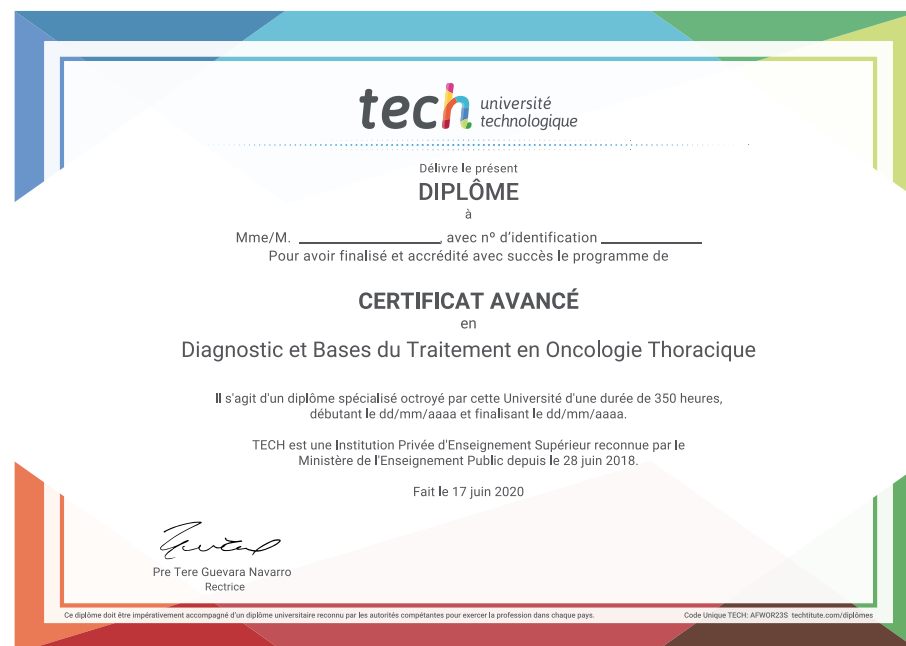 tech université
technologique
Délivre le présent
DIPLÔME
à
Mme/M. ____________________, avec nº d'identification ______________
Pour avoir finalisé et accrédité avec succès le programme de
CERTIFICAT AVANCÉ
en
Diagnostic et Bases du Traitement en Oncologie Thoracique
Il s'agit d'un diplôme spécialisé octroyé par cette Université d'une durée de 350 heures,
débutant le dd/mm/aaaa et finalisant le dd/mm/aaaa.
TECH est une Institution Privée d'Enseignement Supérieur reconnue par le
Ministère de l'Enseignement Public depuis le 28 juin 2018.
Fait le 17 juin 2020
Pre Tere Guevara Navarro
Rectrice
Ce diplôme doit être impérativement accompagné d'un diplôme universitaire reconnu par les autorités compétentes pour exercer la profession dans chaque pays.
Code Unique TECH: AFWOR23S techtitute.com/diplômes